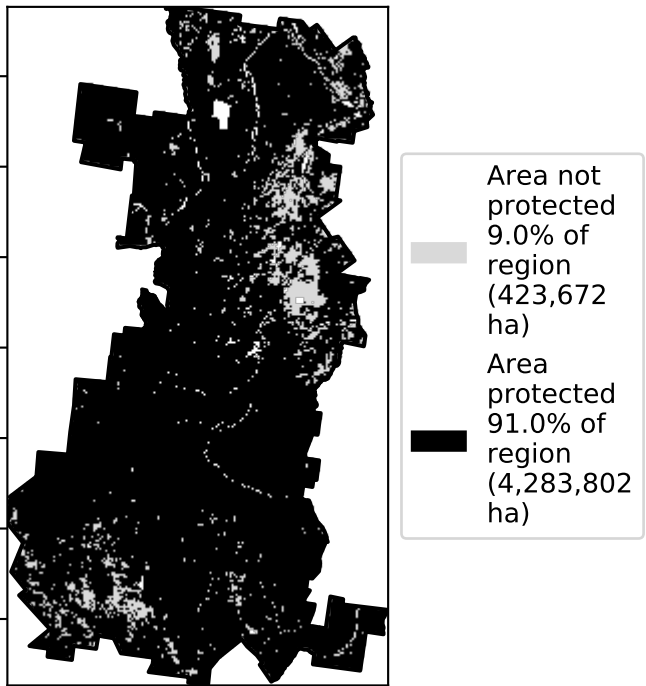 Area not
protected
9.0% of
region
(423,672
ha)
Area
protected
91.0% of
region
(4,283,802
ha)